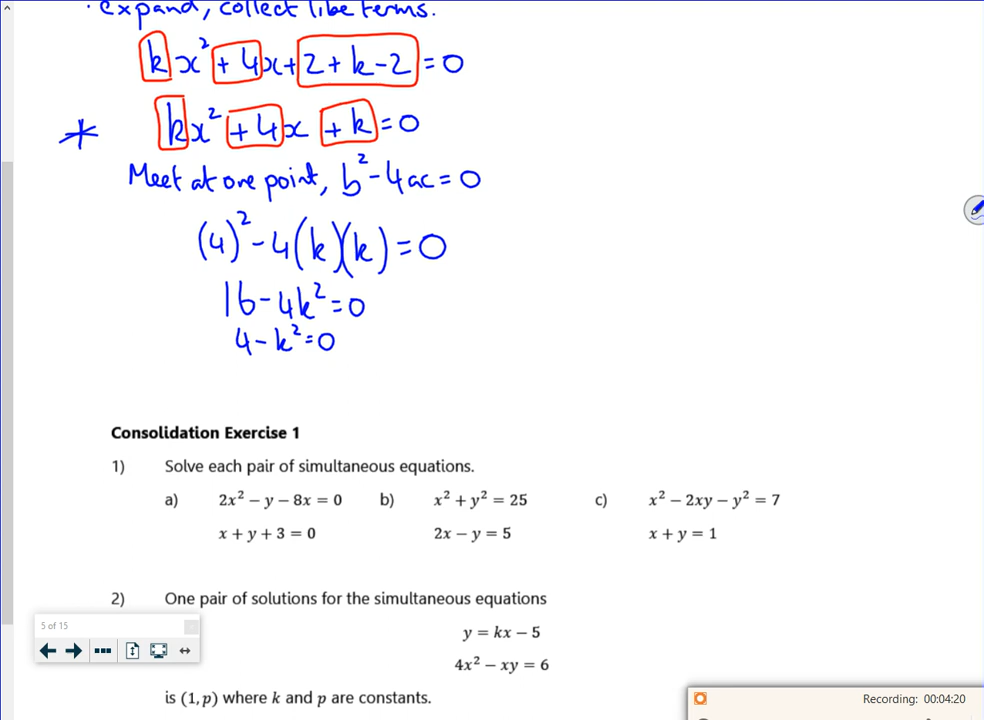 · expand, collect like terms.
kx² + 4x + 2 + k - 2 = 0
* kx² + 4x + k = 0
Meet at one point, b² - 4ac = 0
(4)² - 4(k)(k) = 0
16 - 4k² = 0
4 - k² = 0
Consolidation Exercise 1
1) Solve each pair of simultaneous equations.
a) 2x² − y − 8x = 0 b) x² + y² = 25 c) x² − 2xy − y² = 7
x + y + 3 = 0 2x − y = 5 x + y = 1
2) One pair of solutions for the simultaneous equations
5 of 15
y = kx − 5
4x² − xy = 6
is (1, p) where k and p are constants.
Recording: 00:04:20